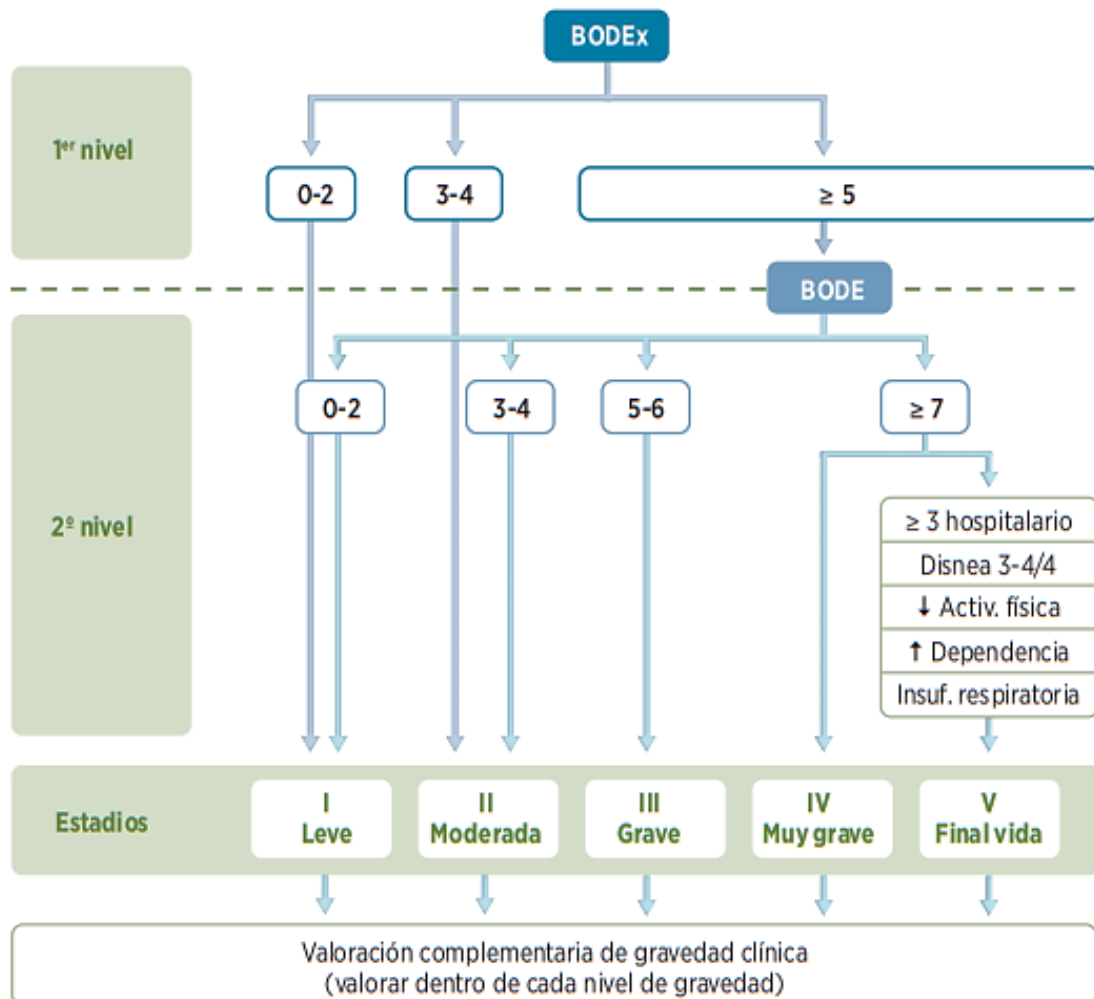 BODEx
1er nivel
0-2
3-4
≥ 5
BODE
2º nivel
0-2
3-4
5-6
≥ 7
≥ 3 hospitalario
Disnea 3-4/4
↓ Activ. física
↑ Dependencia
Insuf. respiratoria
Estadios
I
Leve
II
Moderada
III
Grave
IV
Muy grave
V
Final vida
Valoración complementaria de gravedad clínica
(valorar dentro de cada nivel de gravedad)